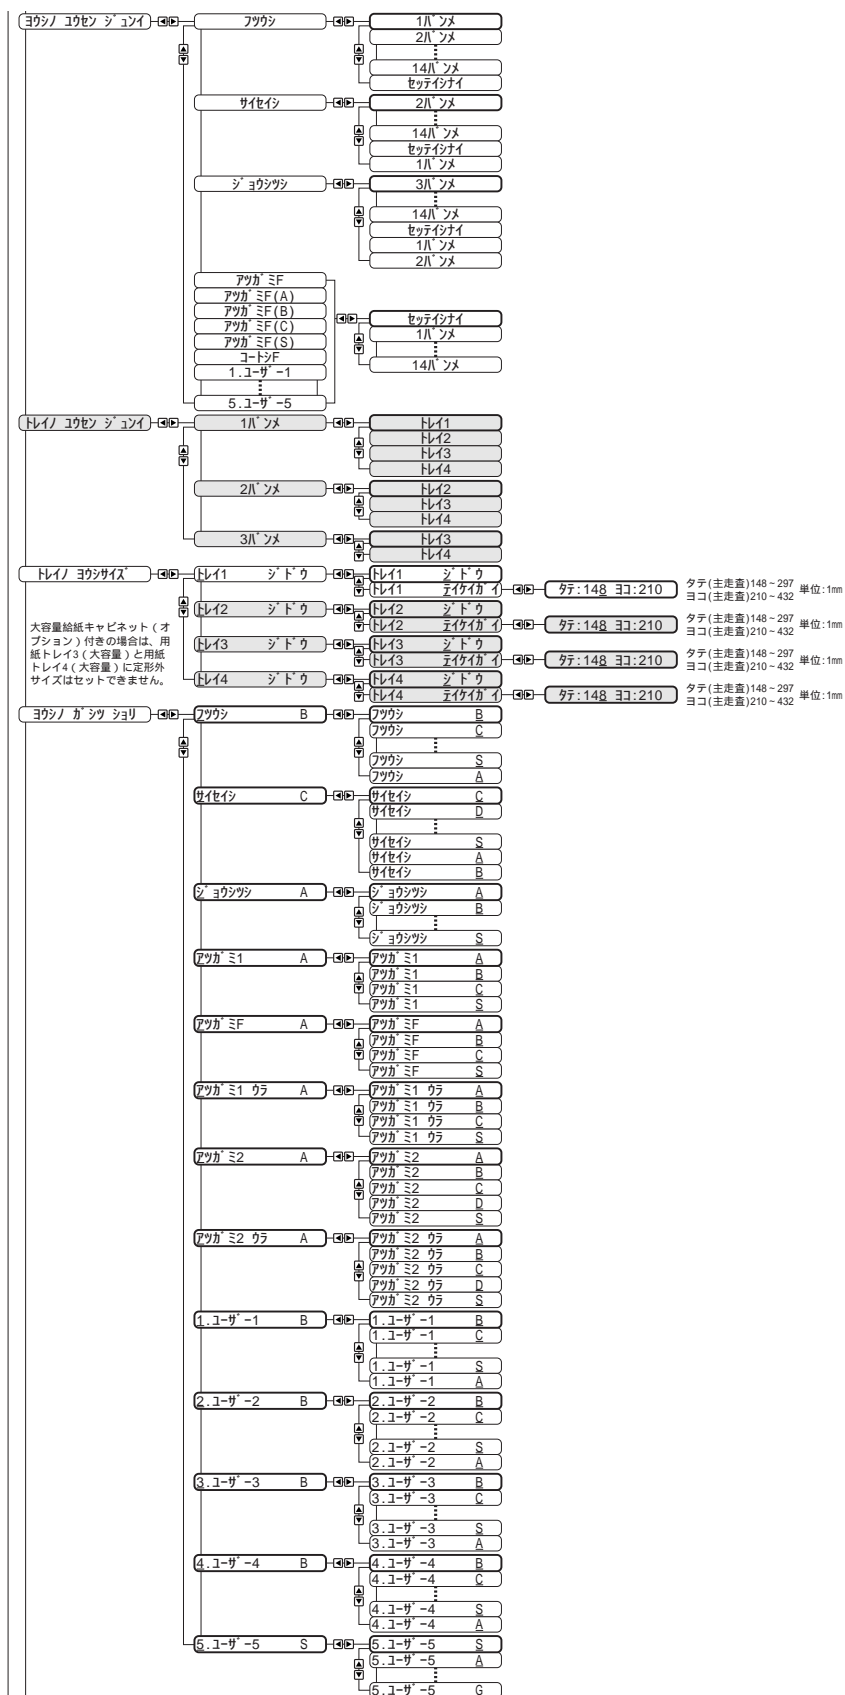 ﾖｳｼﾉ ﾕｳｾﾝ ｼﾞｭﾝｲ
ﾌﾂｳｼ
1ﾊﾞﾝﾒ
2ﾊﾞﾝﾒ
14ﾊﾞﾝﾒ
ｾｯﾃｲｼﾅｲ
ｻｲｾｲｼ
2ﾊﾞﾝﾒ
14ﾊﾞﾝﾒ
ｾｯﾃｲｼﾅｲ
1ﾊﾞﾝﾒ
ｼﾞｮｳｼﾂｼ
3ﾊﾞﾝﾒ
14ﾊﾞﾝﾒ
ｾｯﾃｲｼﾅｲ
1ﾊﾞﾝﾒ
2ﾊﾞﾝﾒ
ｱﾂｶﾞﾐF
ｱﾂｶﾞﾐF(A)
ｱﾂｶﾞﾐF(B)
ｱﾂｶﾞﾐF(C)
ｱﾂｶﾞﾐF(S)
ｺｰﾄｼF
1.ﾕｰｻﾞｰ1
5.ﾕｰｻﾞｰ5
ｾｯﾃｲｼﾅｲ
1ﾊﾞﾝﾒ
14ﾊﾞﾝﾒ
ﾄﾚｲﾉ ﾕｳｾﾝ ｼﾞｭﾝｲ
1ﾊﾞﾝﾒ
ﾄﾚｲ1
ﾄﾚｲ2
ﾄﾚｲ3
ﾄﾚｲ4
2ﾊﾞﾝﾒ
ﾄﾚｲ2
ﾄﾚｲ3
ﾄﾚｲ4
3ﾊﾞﾝﾒ
ﾄﾚｲ3
ﾄﾚｲ4
ﾄﾚｲﾉ ﾖｳｼｻｲｽﾞ
大容量給紙キャビネット（オ
プション）付きの場合は、用
紙トレイ3（大容量）と用紙
トレイ4（大容量）に定形外
サイズはセットできません。
ﾄﾚｲ1 ｼﾞﾄﾞｳ
ﾄﾚｲ1 ｼﾞﾄﾞｳ
ﾄﾚｲ1 ﾃｲｹｲｶﾞｲ
ﾀﾃ:148 ﾖｺ:210
タテ(主走査)148～297
ヨコ(主走査)210～432
単位:1㎜
ﾄﾚｲ2 ｼﾞﾄﾞｳ
ﾄﾚｲ2 ｼﾞﾄﾞｳ
ﾄﾚｲ2 ﾃｲｹｲｶﾞｲ
ﾀﾃ:148 ﾖｺ:210
タテ(主走査)148～297
ヨコ(主走査)210～432
単位:1㎜
ﾄﾚｲ3 ｼﾞﾄﾞｳ
ﾄﾚｲ3 ｼﾞﾄﾞｳ
ﾄﾚｲ3 ﾃｲｹｲｶﾞｲ
ﾀﾃ:148 ﾖｺ:210
タテ(主走査)148～297
ヨコ(主走査)210～432
単位:1㎜
ﾄﾚｲ4 ｼﾞﾄﾞｳ
ﾄﾚｲ4 ｼﾞﾄﾞｳ
ﾄﾚｲ4 ﾃｲｹｲｶﾞｲ
ﾀﾃ:148 ﾖｺ:210
タテ(主走査)148～297
ヨコ(主走査)210～432
単位:1㎜
ﾖｳｼﾉ ｶﾞｼﾂ ｼｮﾘ
ﾌﾂｳｼ B
ﾌﾂｳｼ B
ﾌﾂｳｼ C
ﾌﾂｳｼ S
ﾌﾂｳｼ A
ｻｲｾｲｼ C
ｻｲｾｲｼ C
ｻｲｾｲｼ D
ｻｲｾｲｼ S
ｻｲｾｲｼ A
ｻｲｾｲｼ B
ｼﾞｮｳｼﾂｼ A
ｼﾞｮｳｼﾂｼ A
ｼﾞｮｳｼﾂｼ B
ｼﾞｮｳｼﾂｼ S
ｱﾂｶﾞﾐ1 A
ｱﾂｶﾞﾐ1 A
ｱﾂｶﾞﾐ1 B
ｱﾂｶﾞﾐ1 C
ｱﾂｶﾞﾐ1 S
ｱﾂｶﾞﾐF A
ｱﾂｶﾞﾐF A
ｱﾂｶﾞﾐF B
ｱﾂｶﾞﾐF C
ｱﾂｶﾞﾐF S
ｱﾂｶﾞﾐ1 ｳﾗ A
ｱﾂｶﾞﾐ1 ｳﾗ A
ｱﾂｶﾞﾐ1 ｳﾗ B
ｱﾂｶﾞﾐ1 ｳﾗ C
ｱﾂｶﾞﾐ1 ｳﾗ S
ｱﾂｶﾞﾐ2 A
ｱﾂｶﾞﾐ2 A
ｱﾂｶﾞﾐ2 B
ｱﾂｶﾞﾐ2 C
ｱﾂｶﾞﾐ2 D
ｱﾂｶﾞﾐ2 S
ｱﾂｶﾞﾐ2 ｳﾗ A
ｱﾂｶﾞﾐ2 ｳﾗ A
ｱﾂｶﾞﾐ2 ｳﾗ B
ｱﾂｶﾞﾐ2 ｳﾗ C
ｱﾂｶﾞﾐ2 ｳﾗ D
ｱﾂｶﾞﾐ2 ｳﾗ S
1.ﾕｰｻﾞｰ1 B
1.ﾕｰｻﾞｰ1 B
1.ﾕｰｻﾞｰ1 C
1.ﾕｰｻﾞｰ1 S
1.ﾕｰｻﾞｰ1 A
2.ﾕｰｻﾞｰ2 B
2.ﾕｰｻﾞｰ2 B
2.ﾕｰｻﾞｰ2 C
2.ﾕｰｻﾞｰ2 S
2.ﾕｰｻﾞｰ2 A
3.ﾕｰｻﾞｰ3 B
3.ﾕｰｻﾞｰ3 B
3.ﾕｰｻﾞｰ3 C
3.ﾕｰｻﾞｰ3 S
3.ﾕｰｻﾞｰ3 A
4.ﾕｰｻﾞｰ4 B
4.ﾕｰｻﾞｰ4 B
4.ﾕｰｻﾞｰ4 C
4.ﾕｰｻﾞｰ4 S
4.ﾕｰｻﾞｰ4 A
5.ﾕｰｻﾞｰ5 S
5.ﾕｰｻﾞｰ5 S
5.ﾕｰｻﾞｰ5 A
5.ﾕｰｻﾞｰ5 G